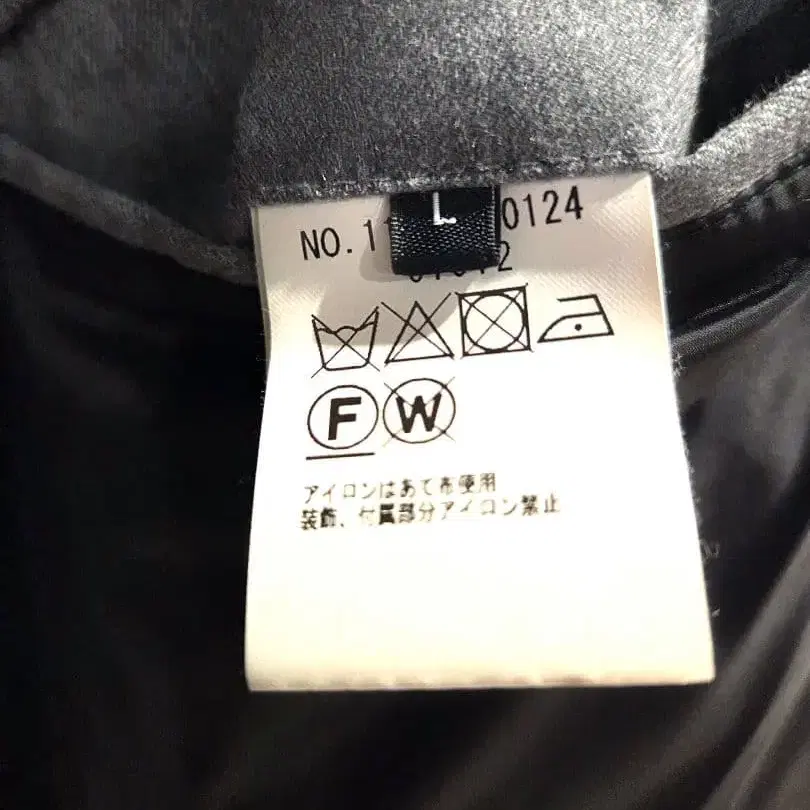 L
NO.1 0124
F W
アイロンはあて布使用
装飾、付属部分アイロン禁止